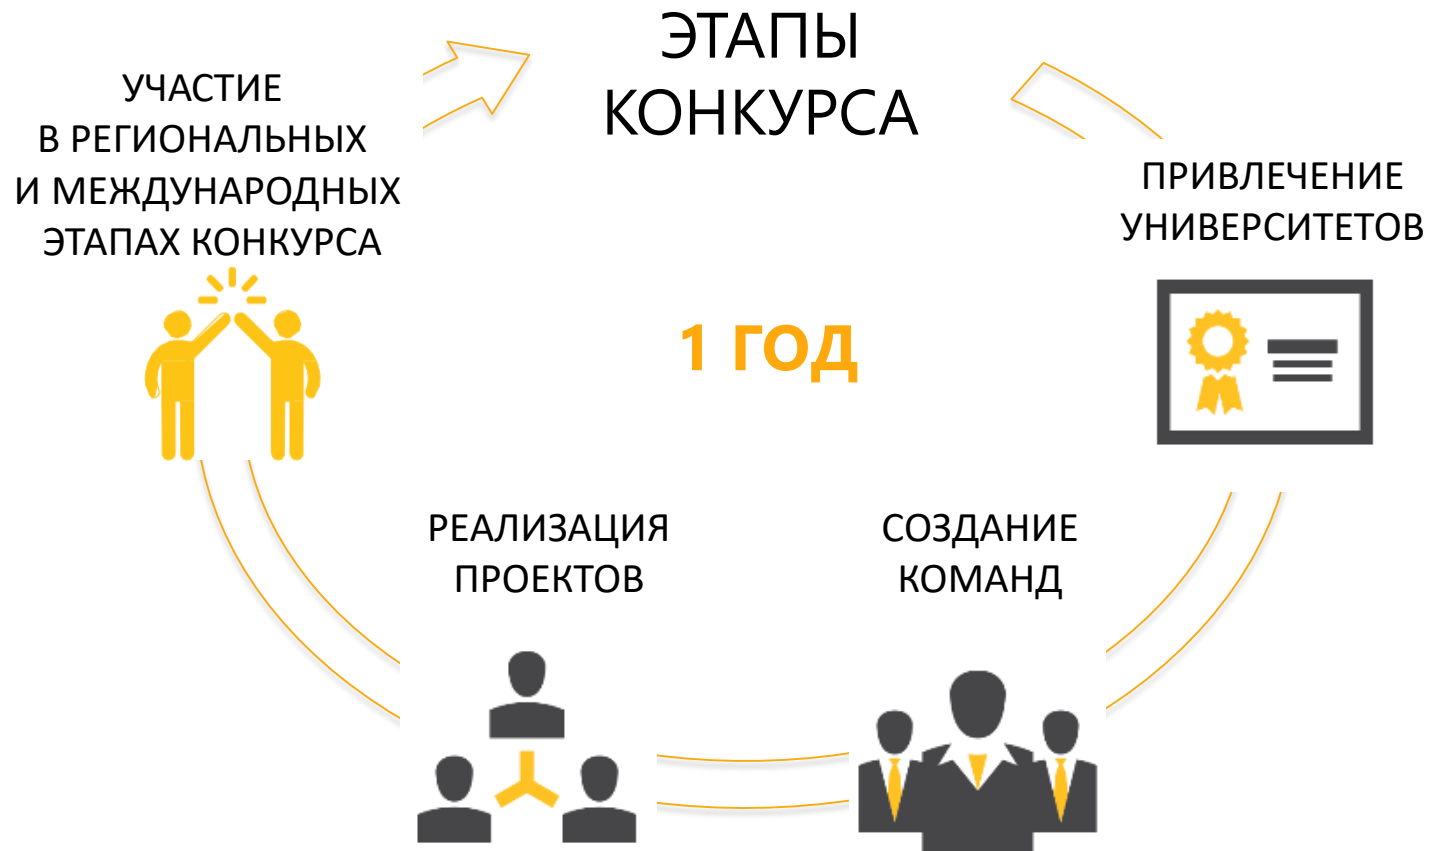 ЭТАПЫ
КОНКУРСА
УЧАСТИЕ
В РЕГИОНАЛЬНЫХ
И МЕЖДУНАРОДНЫХ
ЭТАПАХ КОНКУРСА
ПРИВЛЕЧЕНИЕ
УНИВЕРСИТЕТОВ
1 ГОД
РЕАЛИЗАЦИЯ
ПРОЕКТОВ
СОЗДАНИЕ
КОМАНД